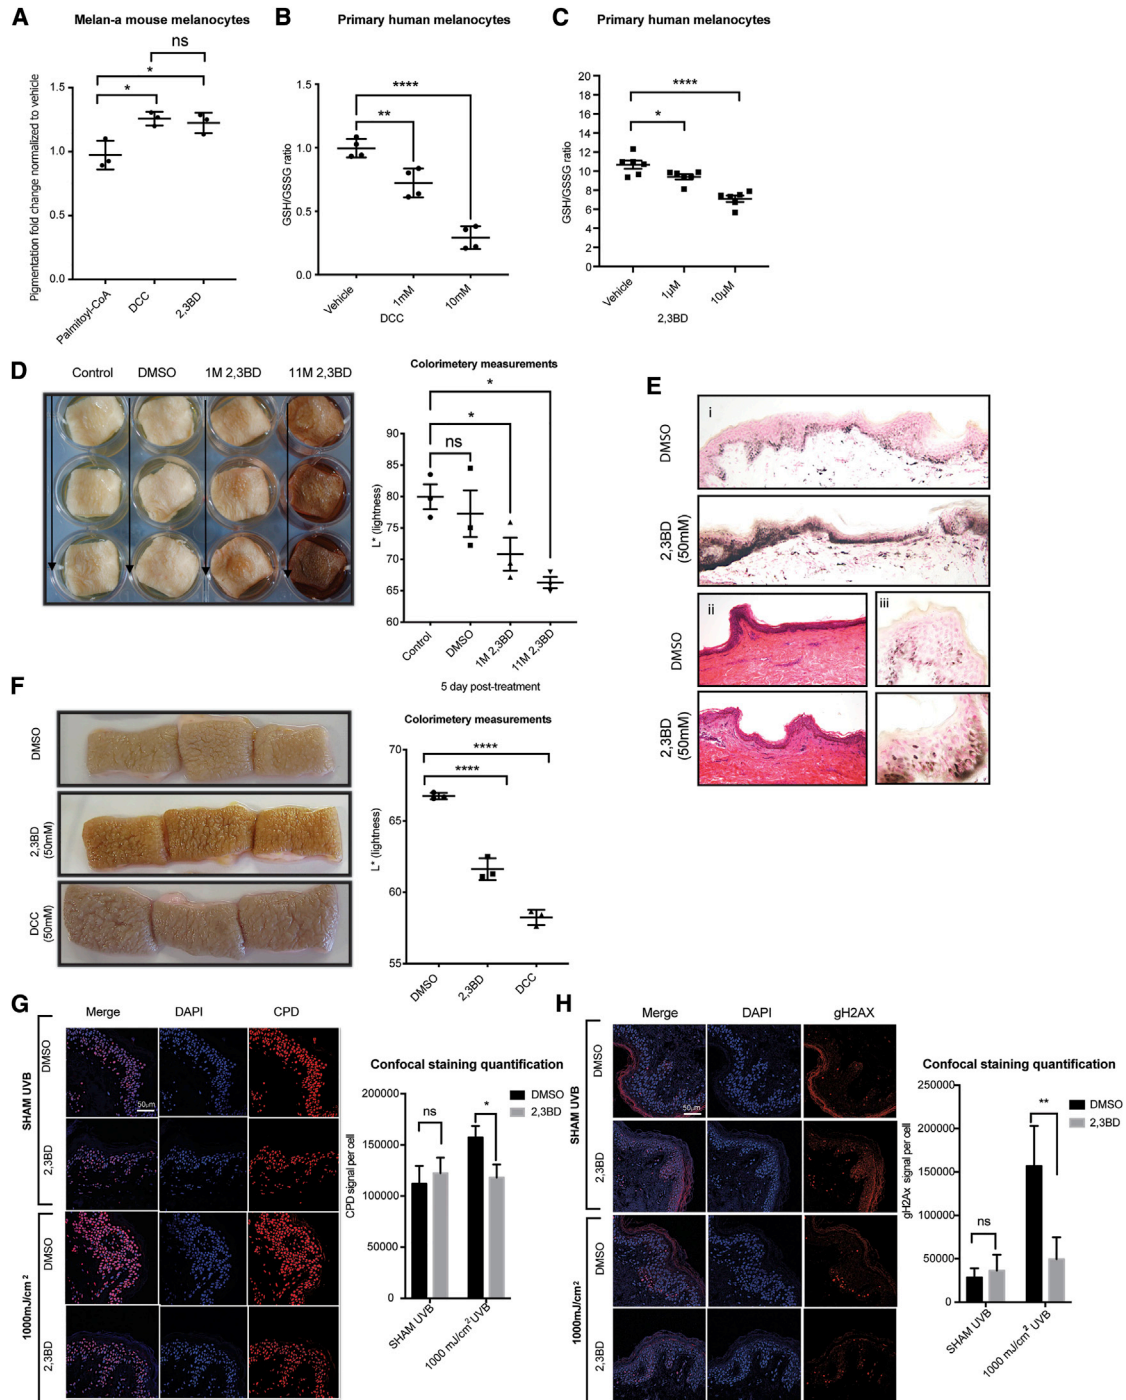 A
Melan-a mouse melanocytes
Pigmentation fold change normalized to vehicle
ns
*
*
1.5
1.0
0.5
0.0
Palmitoyl-CoA
DCC
2,3BD
B
Primary human melanocytes
GSH/GSSG ratio
****
**
1.5
1.0
0.5
0.0
Vehicle
1mM
10mM
DCC
C
Primary human melanocytes
GSH/GSSG ratio
****
*
20
18
16
14
12
10
8
6
4
2
0
Vehicle
1µM
10µM
2,3BD
D
Control
DMSO
1M 2,3BD
11M 2,3BD
Colorimetery measurements
L* (lightness)
*
*
ns
90
85
80
75
70
65
60
Control
DMSO
1M 2,3BD
11M 2,3BD
E
i
DMSO
2,3BD
(50mM)
ii
iii
DMSO
2,3BD
(50mM)
F
DMSO
2,3BD
(50mM)
DCC
(50mM)
5 day post-treatment
Colorimetery measurements
L* (lightness)
****
****
70
65
60
55
DMSO
2,3BD
DCC
G
Merge
DAPI
CPD
SHAM UVB
DMSO
50µm
2,3BD
1000mJ/cm²
DMSO
2,3BD
Confocal staining quantification
CPD signal per cell
DMSO
2,3BD
ns
*
200000
150000
100000
50000
0
SHAM UVB
1000 mJ/cm² UVB
H
Merge
DAPI
gH2AX
SHAM UVB
DMSO
50µm
2,3BD
1000mJ/cm²
DMSO
2,3BD
Confocal staining quantification
gH2Ax signal per cell
DMSO
2,3BD
ns
**
250000
200000
150000
100000
50000
0
SHAM UVB
1000 mJ/cm² UVB